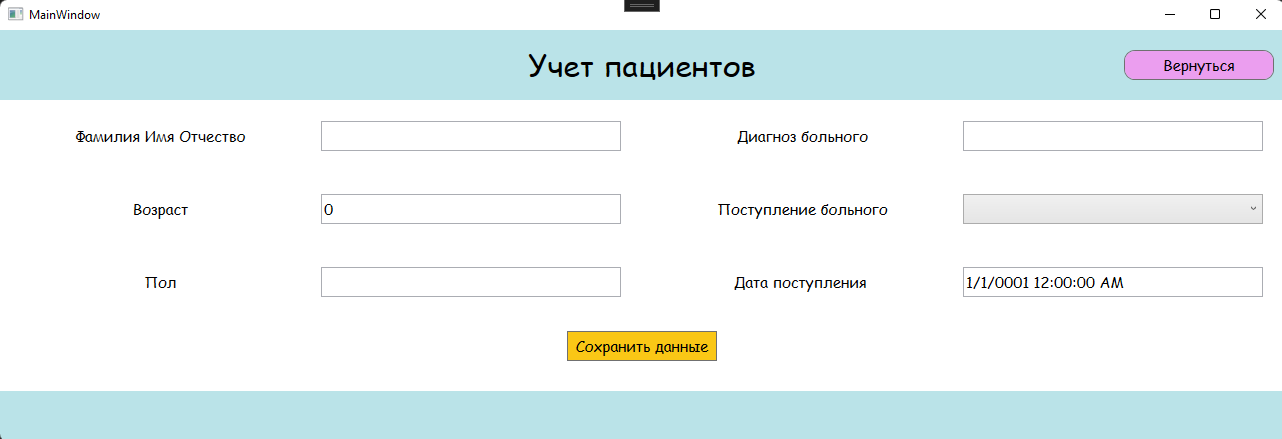 MainWindow
Учет пациентов
Вернуться
Фамилия Имя Отчество
Диагноз больного
Возраст
0
Поступление больного
Пол
Дата поступления
1/1/0001 12:00:00 AM
Сохранить данные